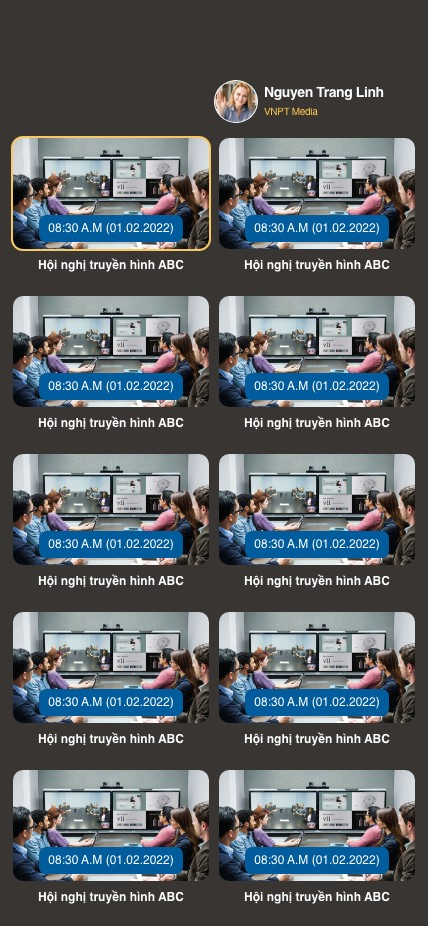 Nguyen Trang Linh
VNPT Media
08:30 A.M (01.02.2022)
08:30 A.M (01.02.2022)
Hội nghị truyền hình ABC
Hội nghị truyền hình ABC
08:30 A.M (01.02.2022)
08:30 A.M (01.02.2022)
Hội nghị truyền hình ABC
Hội nghị truyền hình ABC
08:30 A.M (01.02.2022)
08:30 A.M (01.02.2022)
Hội nghị truyền hình ABC
Hội nghị truyền hình ABC
08:30 A.M (01.02.2022)
08:30 A.M (01.02.2022)
Hội nghị truyền hình ABC
Hội nghị truyền hình ABC
08:30 A.M (01.02.2022)
08:30 A.M (01.02.2022)
Hội nghị truyền hình ABC
Hội nghị truyền hình ABC